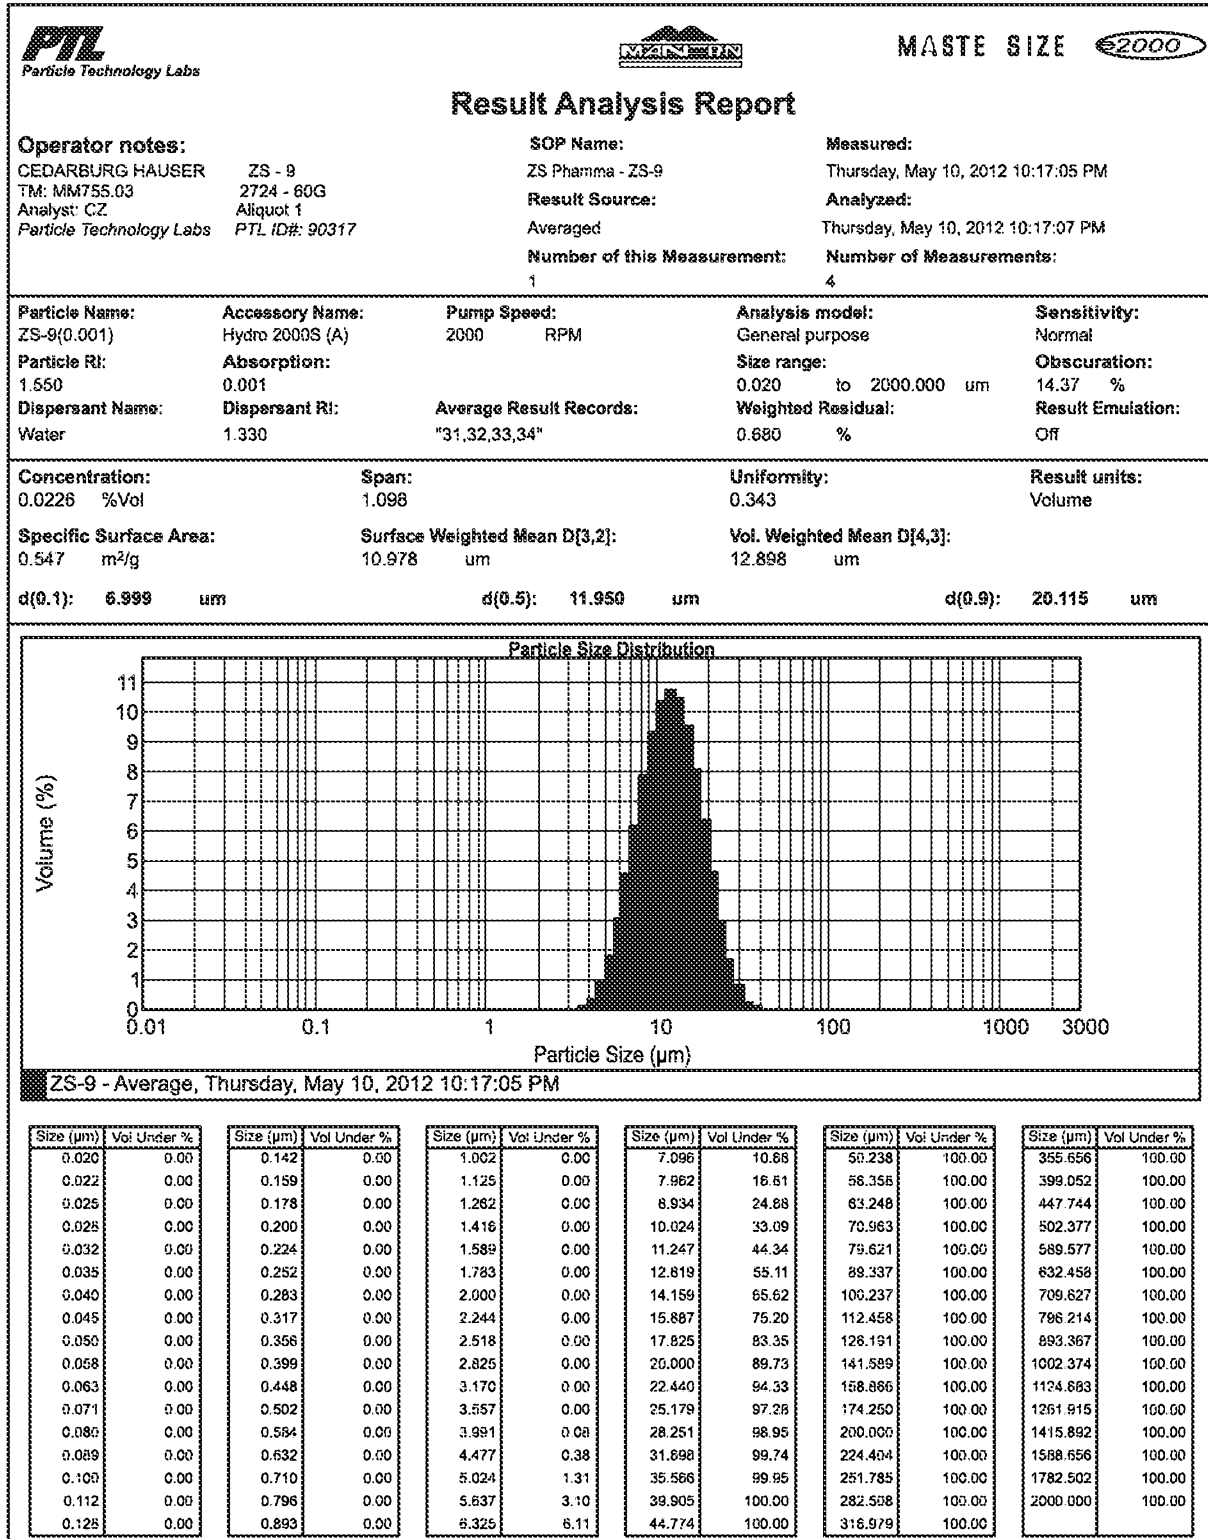 PTL
Particle Technology Labs
MASTE SIZE e2000
Result Analysis Report
Operator notes:
CEDARBURG HAUSER ZS - 9
TM: MM755.03 2724 - 60G
Analyst: CZ Aliquot 1
Particle Technology Labs PTL ID#: 90317
SOP Name:
ZS Phamma - ZS-9
Result Source:
Averaged
Number of this Measurement:
1
Measured:
Thursday, May 10, 2012 10:17:05 PM
Analyzed:
Thursday, May 10, 2012 10:17:07 PM
Number of Measurements:
4
Particle Name: Accessory Name: Pump Speed: Analysis model: Sensitivity:
ZS-9(0.001) Hydro 2000S (A) 2000 RPM General purpose Normal
Particle RI: Absorption: Size range: Obscuration:
1.550 0.001 0.020 to 2000.000 um 14.37 %
Dispersant Name: Dispersant RI: Average Result Records: Weighted Residual: Result Emulation:
Water 1.330 "31,32,33,34" 0.680 % Off
Concentration: Span: Uniformity: Result units:
0.0226 %Vol 1.098 0.343 Volume
Specific Surface Area: Surface Weighted Mean D[3,2]: Vol. Weighted Mean D[4,3]:
0.547 m²/g 10.978 um 12.898 um
d(0.1): 6.999 um d(0.5): 11.950 um d(0.9): 20.115 um
Particle Size Distribution
11
10
9
8
7
6
5
4
3
2
1
0
Volume (%)
0.01 0.1 1 10 100 1000 3000
Particle Size (µm)
ZS-9 - Average, Thursday, May 10, 2012 10:17:05 PM
Size (µm) Vol Under % Size (µm) Vol Under % Size (µm) Vol Under % Size (µm) Vol Under % Size (µm) Vol Under % Size (µm) Vol Under %
0.020 0.00 0.142 0.00 1.002 0.00 7.096 10.66 50.238 100.00 355.656 100.00
0.022 0.00 0.159 0.00 1.125 0.00 7.962 16.61 56.358 100.00 399.052 100.00
0.025 0.00 0.178 0.00 1.262 0.00 8.934 24.88 63.248 100.00 447.744 100.00
0.028 0.00 0.200 0.00 1.416 0.00 10.024 33.09 70.963 100.00 502.377 100.00
0.032 0.00 0.224 0.00 1.589 0.00 11.247 44.34 79.621 100.00 589.577 100.00
0.035 0.00 0.252 0.00 1.783 0.00 12.619 55.11 89.337 100.00 632.458 100.00
0.040 0.00 0.283 0.00 2.000 0.00 14.159 65.62 100.237 100.00 709.627 100.00
0.045 0.00 0.317 0.00 2.244 0.00 15.887 75.20 112.458 100.00 796.214 100.00
0.050 0.00 0.356 0.00 2.518 0.00 17.825 83.35 126.191 100.00 893.367 100.00
0.058 0.00 0.399 0.00 2.825 0.00 20.000 89.73 141.589 100.00 1002.374 100.00
0.063 0.00 0.448 0.00 3.170 0.00 22.440 94.33 158.866 100.00 1124.683 100.00
0.071 0.00 0.502 0.00 3.557 0.00 25.179 97.28 174.250 100.00 1261.915 100.00
0.080 0.00 0.564 0.00 3.991 0.08 28.251 98.95 200.000 100.00 1415.892 100.00
0.089 0.00 0.632 0.00 4.477 0.38 31.698 99.74 224.404 100.00 1588.656 100.00
0.100 0.00 0.710 0.00 5.024 1.31 35.566 99.95 251.785 100.00 1782.502 100.00
0.112 0.00 0.796 0.00 5.637 3.10 39.905 100.00 282.508 100.00 2000.000 100.00
0.126 0.00 0.893 0.00 6.325 6.11 44.774 100.00 316.979 100.00